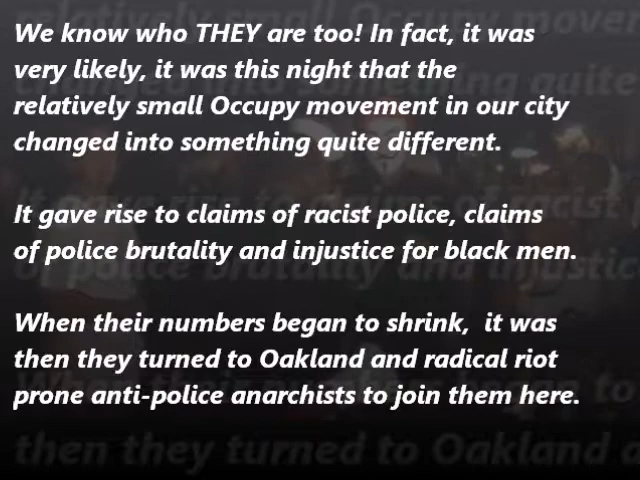 We know who THEY are too! In fact, it was
very likely, it was this night that the
relatively small Occupy movement in our city
changed into something quite different.
It gave rise to claims of racist police, claims
of police brutality and injustice for black men.
When their numbers began to shrink, it was
then they turned to Oakland and radical riot
prone anti-police anarchists to join them here.